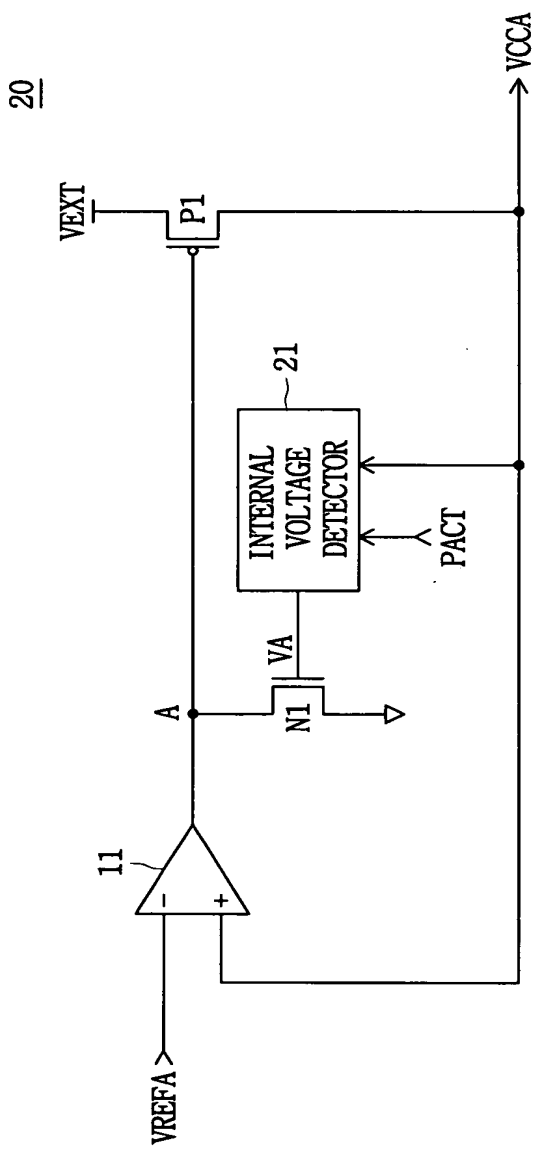 20
VEXT
P1
A
11
-
+
VREFA
VA
N1
INTERNAL
VOLTAGE
DETECTOR
21
PACT
VCCA